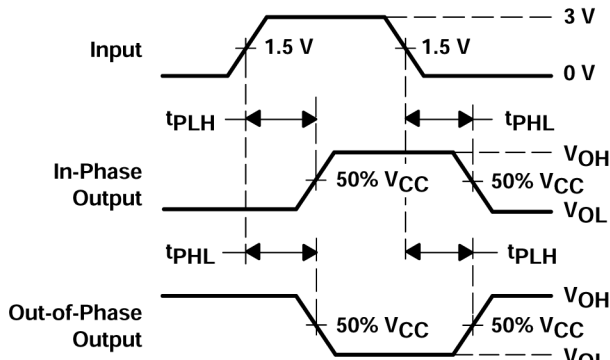 3 V
Input
1.5 V
1.5 V
0 V
tPLH
tPHL
VOH
In-Phase
Output
50% VCC
50% VCC
VOL
tPHL
tPLH
VOH
Out-of-Phase
Output
50% VCC
50% VCC
VOL